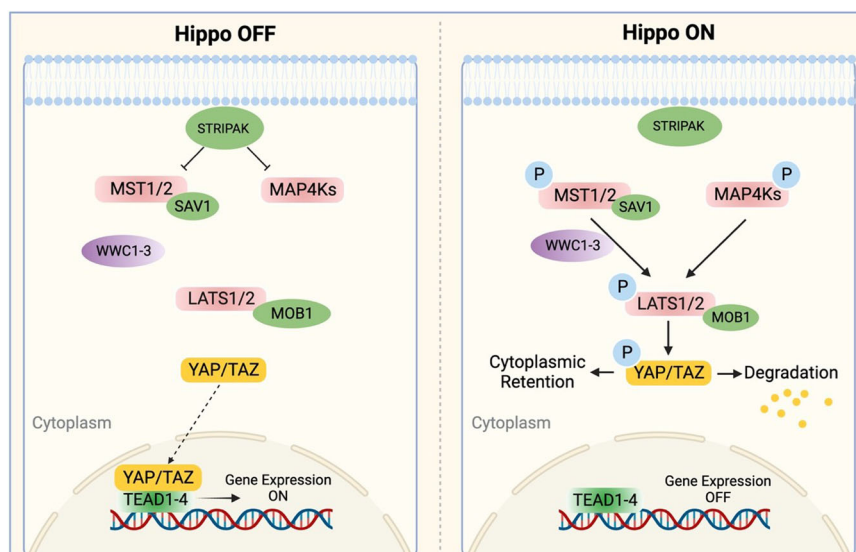 Hippo OFF
STRIPAK
MST1/2
SAV1
MAP4Ks
WWC1-3
LATS1/2
MOB1
YAP/TAZ
Cytoplasm
YAP/TAZ
TEAD1-4
Gene Expression
ON
Hippo ON
STRIPAK
P
MST1/2
SAV1
P
MAP4Ks
WWC1-3
P
LATS1/2
MOB1
P
YAP/TAZ
Cytoplasmic
Retention
Degradation
Cytoplasm
TEAD1-4
Gene Expression
OFF